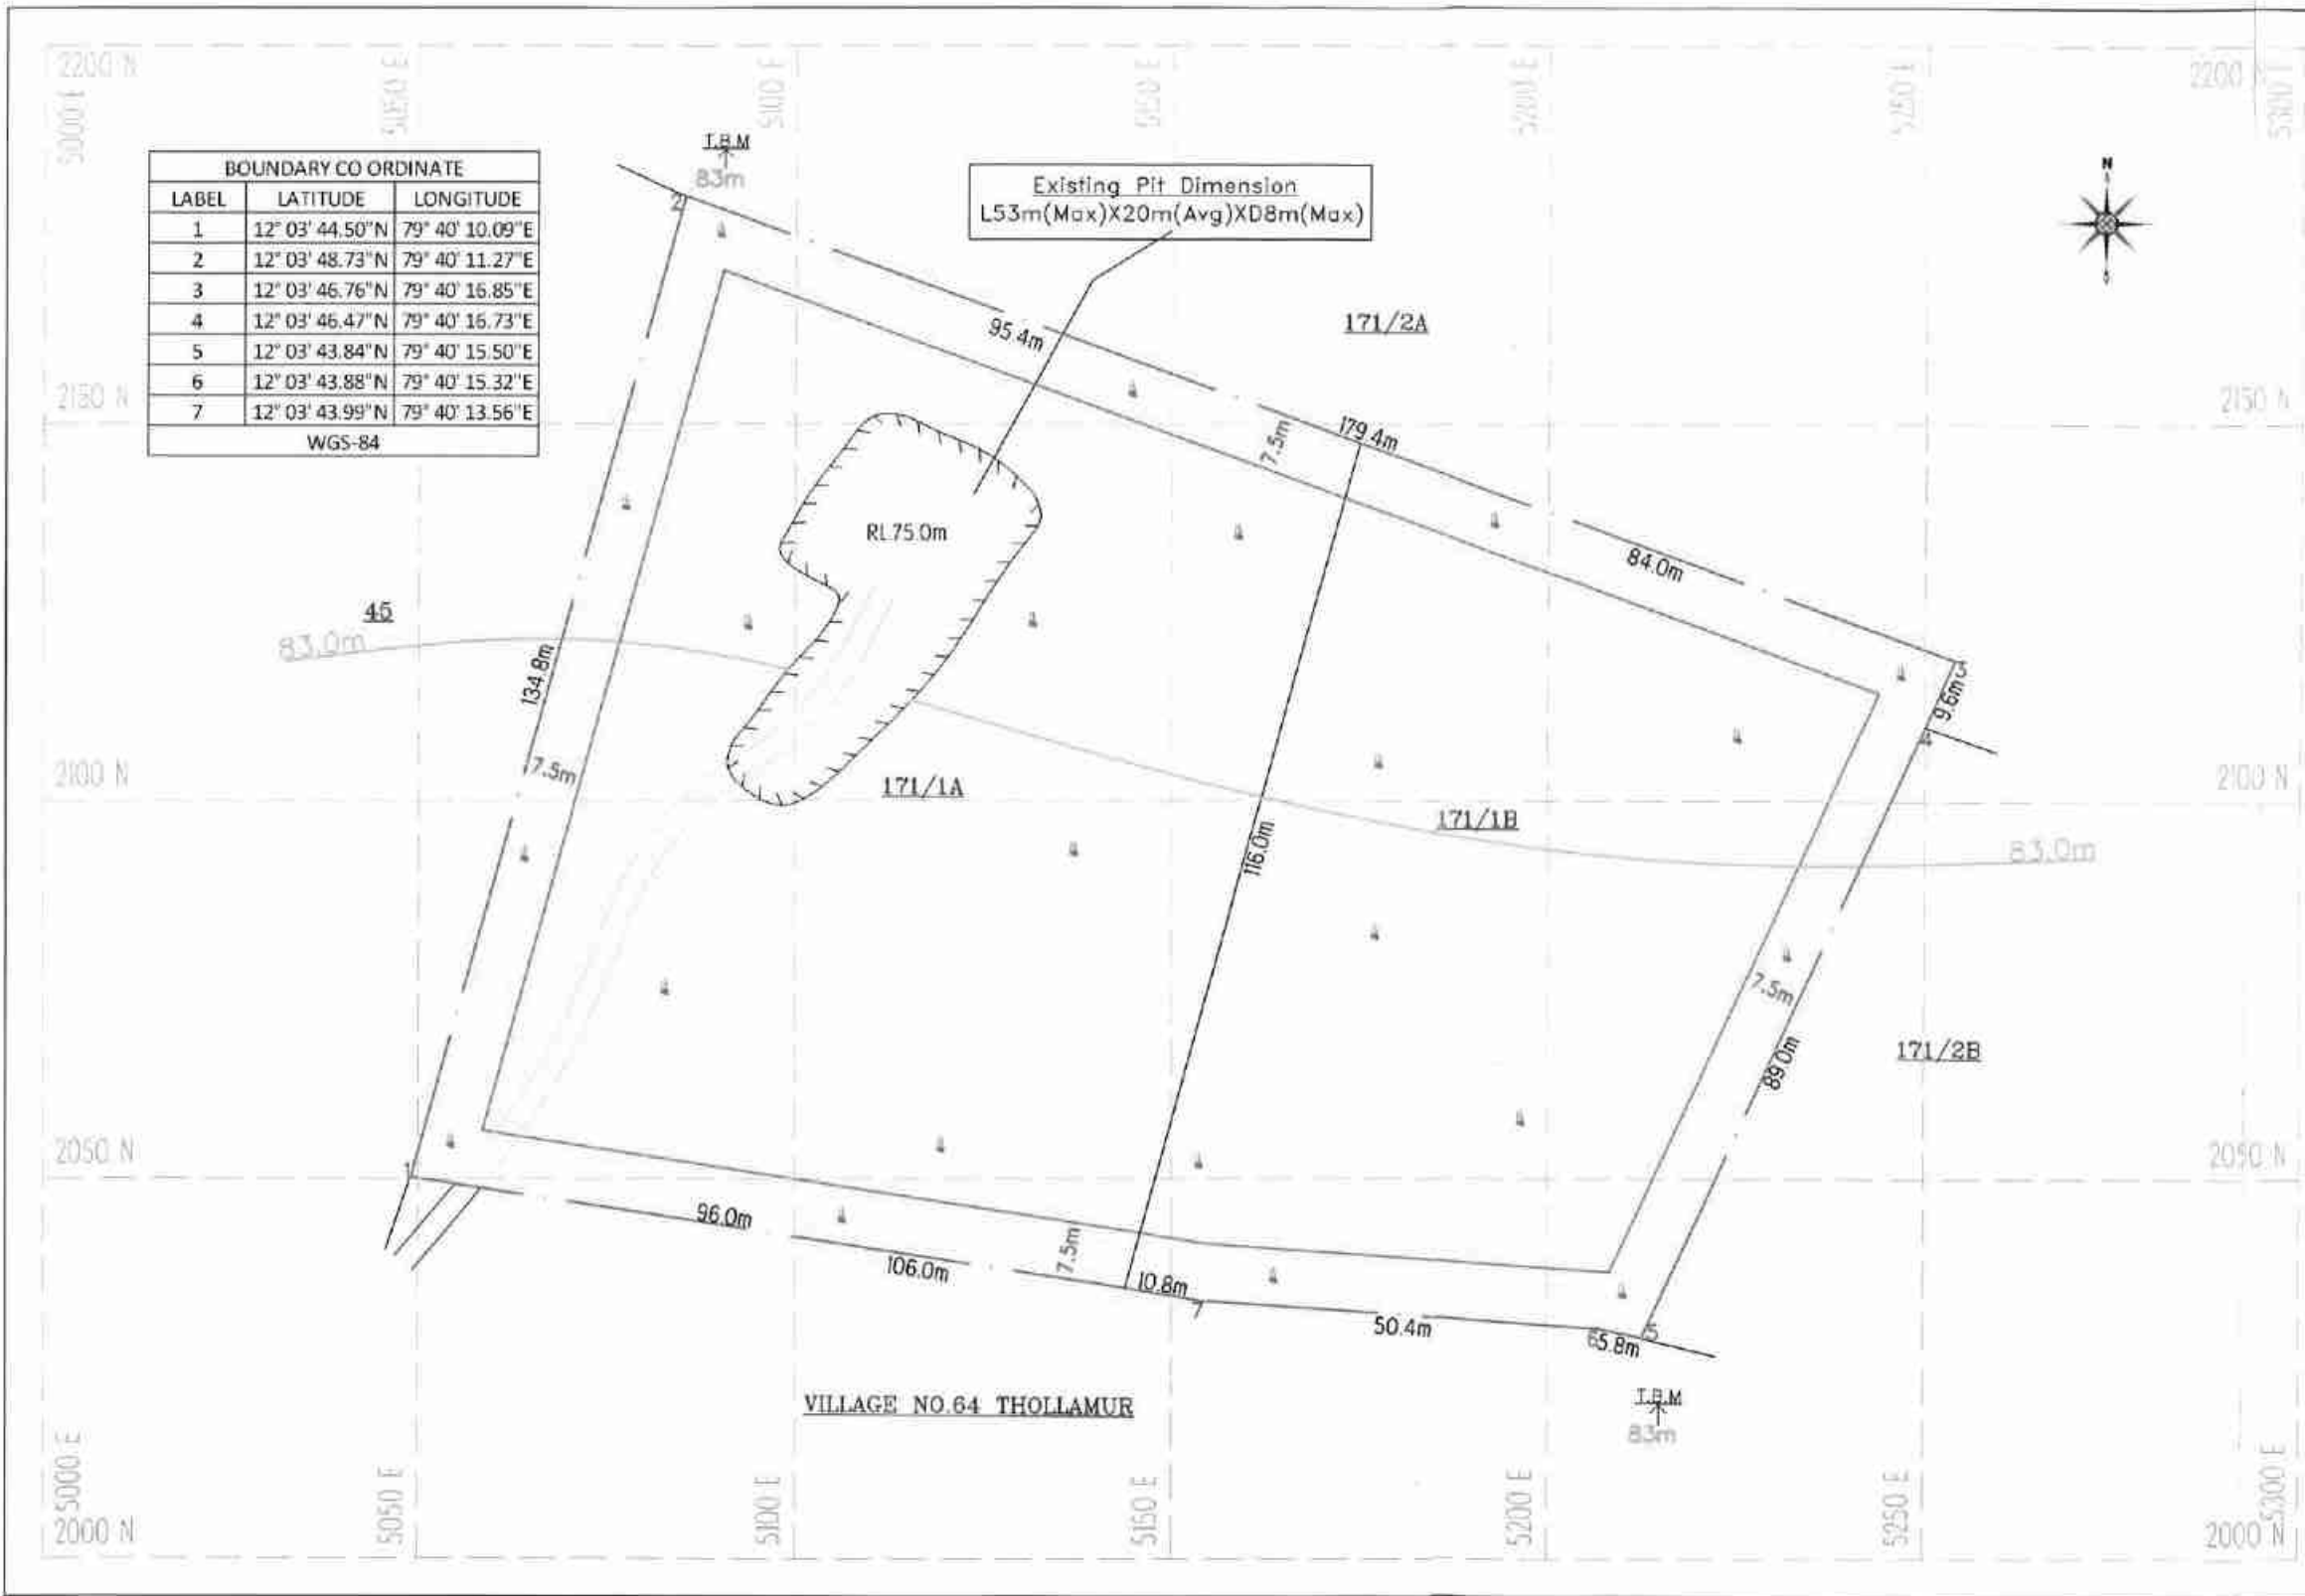 2200 N
5000 E
5050 E
5100 E
5150 E
5200 E
5250 E
2200 N
5300 E
BOUNDARY CO ORDINATE
LABEL LATITUDE LONGITUDE
1 12° 03' 44.50"N 79° 40' 10.09"E
2 12° 03' 48.73"N 79° 40' 11.27"E
3 12° 03' 46.76"N 79° 40' 16.85"E
4 12° 03' 46.47"N 79° 40' 16.73"E
5 12° 03' 43.84"N 79° 40' 15.50"E
6 12° 03' 43.88"N 79° 40' 15.32"E
7 12° 03' 43.99"N 79° 40' 13.56"E
WGS-84
T.B.M
83m
2
Existing Pit Dimension
L53m(Max)X20m(Avg)XD8m(Max)
N
S
171/2A
95.4m
2150 N
2150 N
7.5m
179.4m
RL75.0m
84.0m
45
83.0m
134.8m
3
9.6m
4
2100 N
7.5m
171/1A
171/1B
2100 N
116.0m
83.0m
7.5m
89.0m
171/2B
2050 N
1
2050 N
96.0m
106.0m
7.5m
10.8m
7
50.4m
6
5.8m
5
VILLAGE NO.64 THOLLAMUR
T.B.M
83m
5000 E
2000 N
5050 E
5100 E
5150 E
5200 E
5250 E
5300 E
2000 N